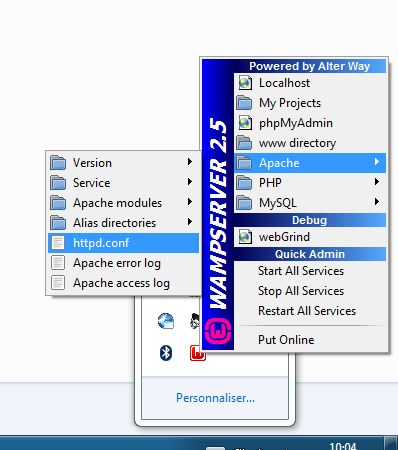 Powered by Alter Way
Localhost
My Projects
phpMyAdmin
www directory
Apache
PHP
MySQL
Debug
webGrind
Quick Admin
Start All Services
Stop All Services
Restart All Services
Put Online
WAMPSERVER 2.5
Version
Service
Apache modules
Alias directories
httpd.conf
Apache error log
Apache access log
Personnaliser...
10:04